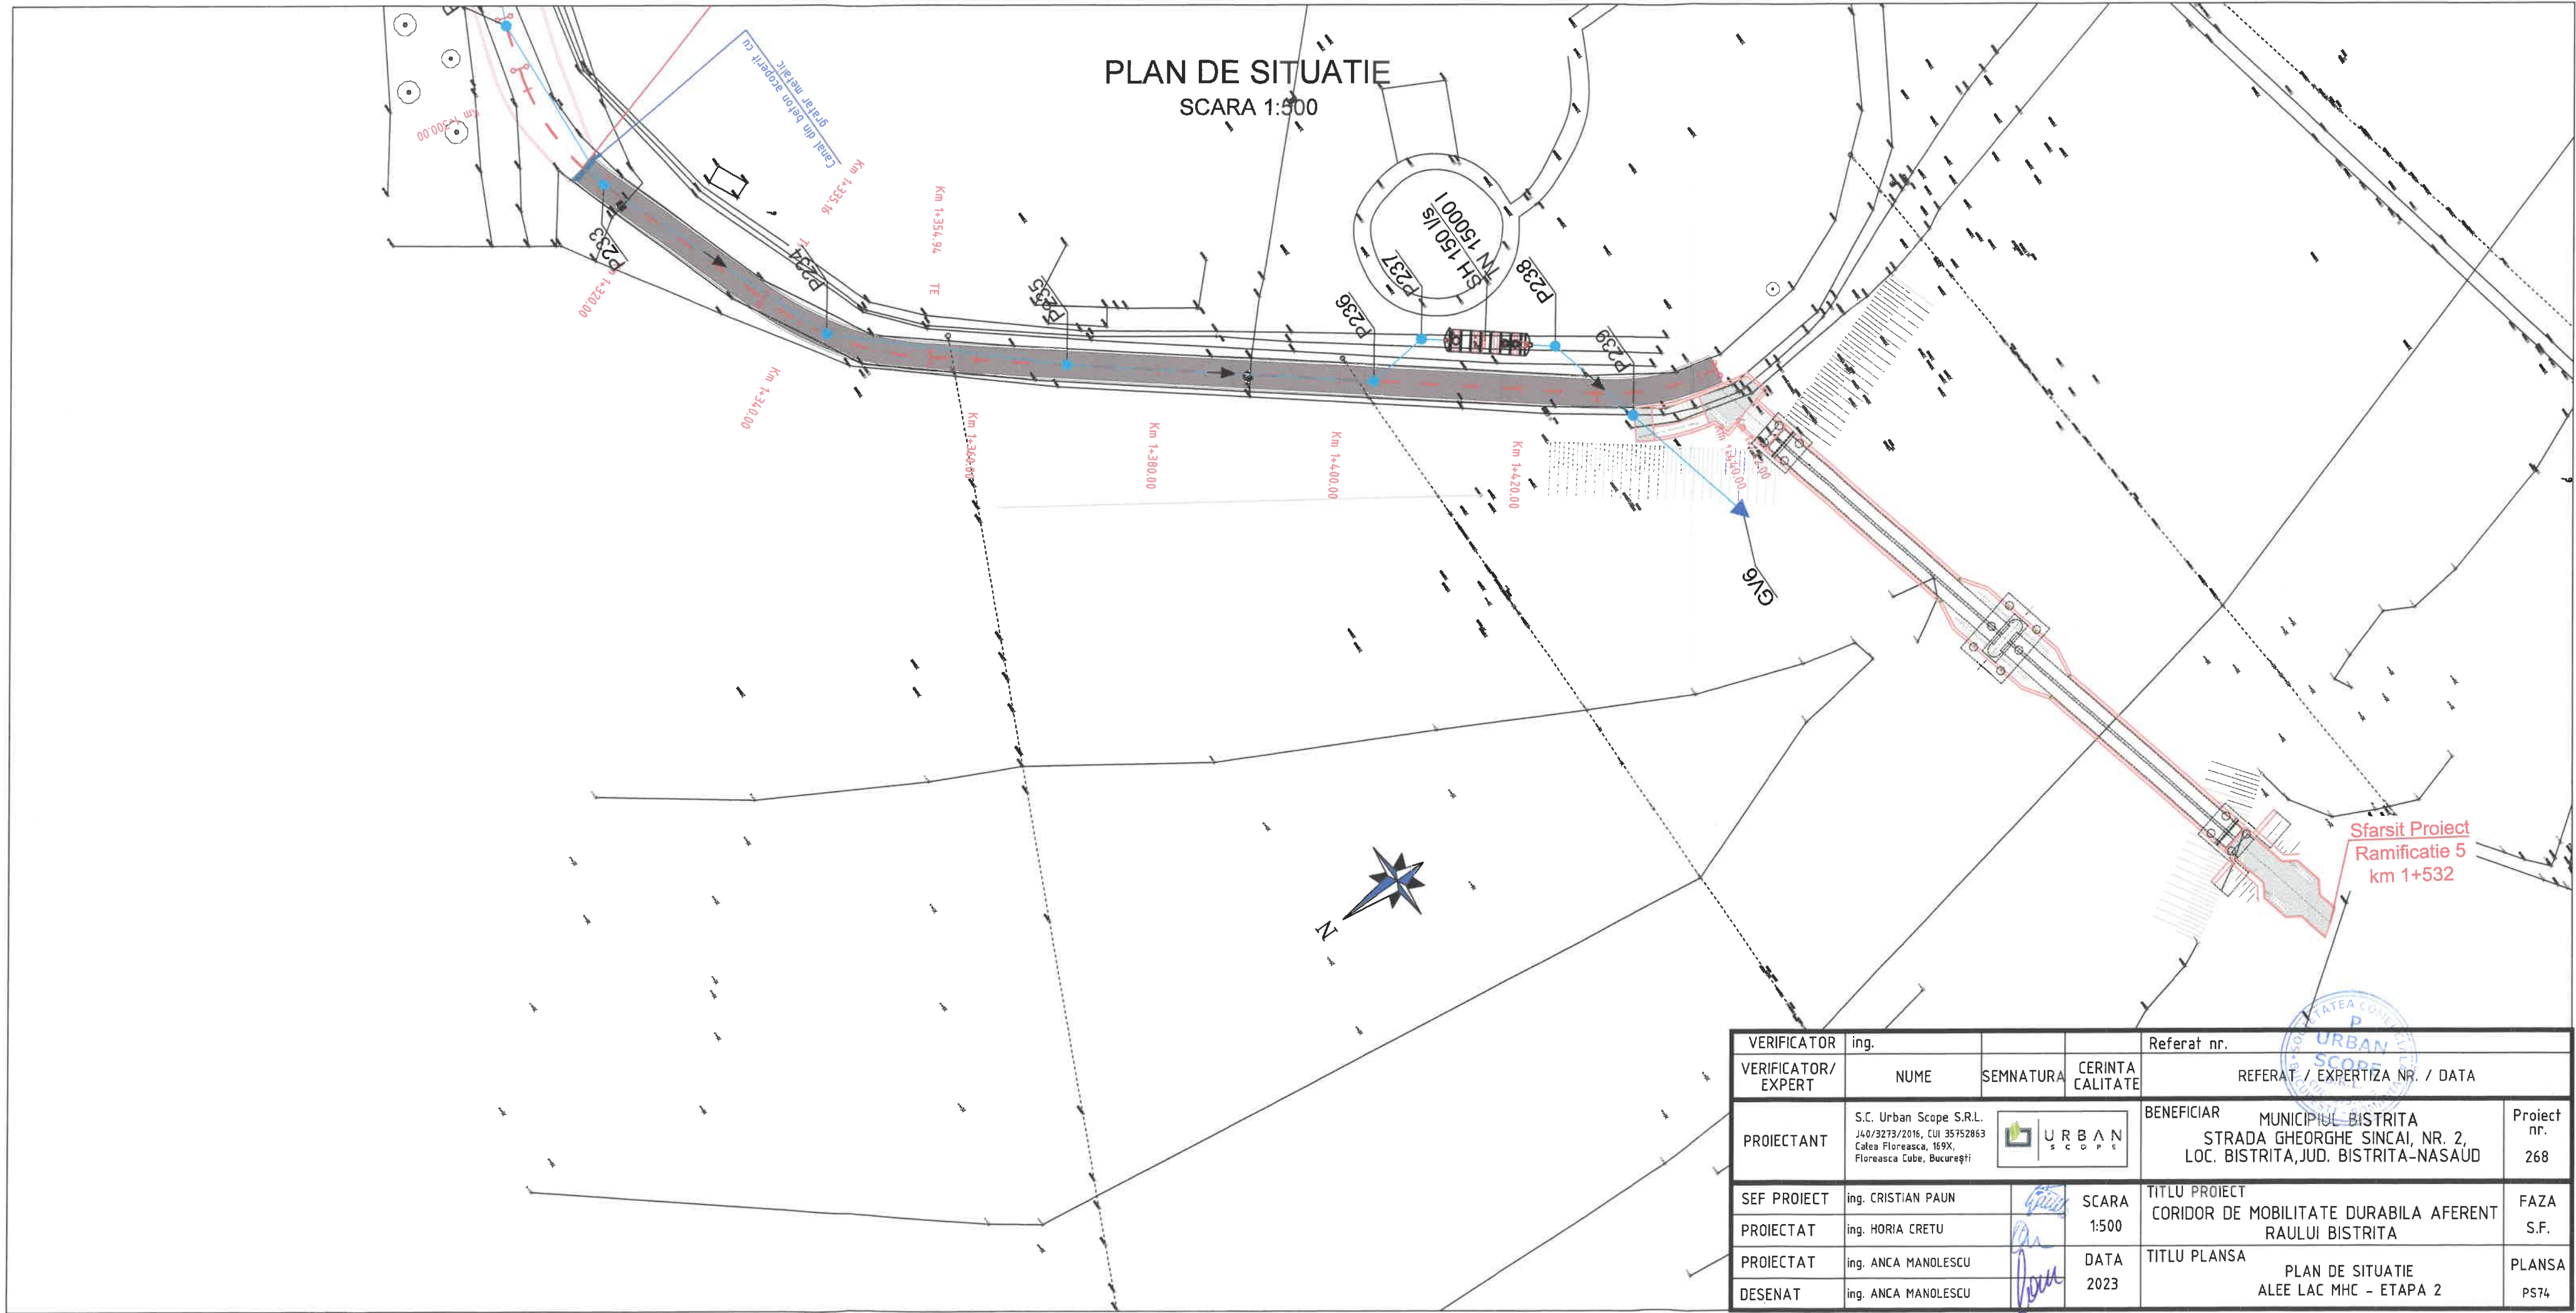 PLAN DE SITUATIE
SCARA 1:500
Canal din beton acoperit cu
gratar metalic
Km 1+300.00
Km 1+335.16
Km 1+354.94
TE
P233
P234
P235
P236
P237
SH 150 l/s
TV 15000 l
P238
P239
Km 1+340.00
Km 1+360.00
Km 1+380.00
Km 1+400.00
Km 1+420.00
GV6
N
Sfarsit Proiect
Ramificatie 5
km 1+532
VERIFICATOR ing. Referat nr.
VERIFICATOR/ EXPERT NUME SEMNATURA CERINTA CALITATE REFERAT / EXPERTIZA NR. / DATA
PROIECTANT
S.C. Urban Scope S.R.L.
J40/3273/2016, CUI 35752863
Calea Floreasca, 169X,
Floreasca Cube, București
URBAN
SCOPE
BENEFICIAR
MUNICIPIUL BISTRITA
STRADA GHEORGHE SINCAI, NR. 2,
LOC. BISTRITA,JUD. BISTRITA-NASAUD
Proiect
nr.
268
SEF PROIECT ing. CRISTIAN PAUN
PROIECTAT ing. HORIA CRETU
PROIECTAT ing. ANCA MANOLESCU
DESENAT ing. ANCA MANOLESCU
SCARA
1:500
DATA
2023
TITLU PROIECT
CORIDOR DE MOBILITATE DURABILA AFERENT
RAULUI BISTRITA
FAZA
S.F.
TITLU PLANSA
PLAN DE SITUATIE
ALEE LAC MHC - ETAPA 2
PLANSA
PS74
P
URBAN
SCOPE